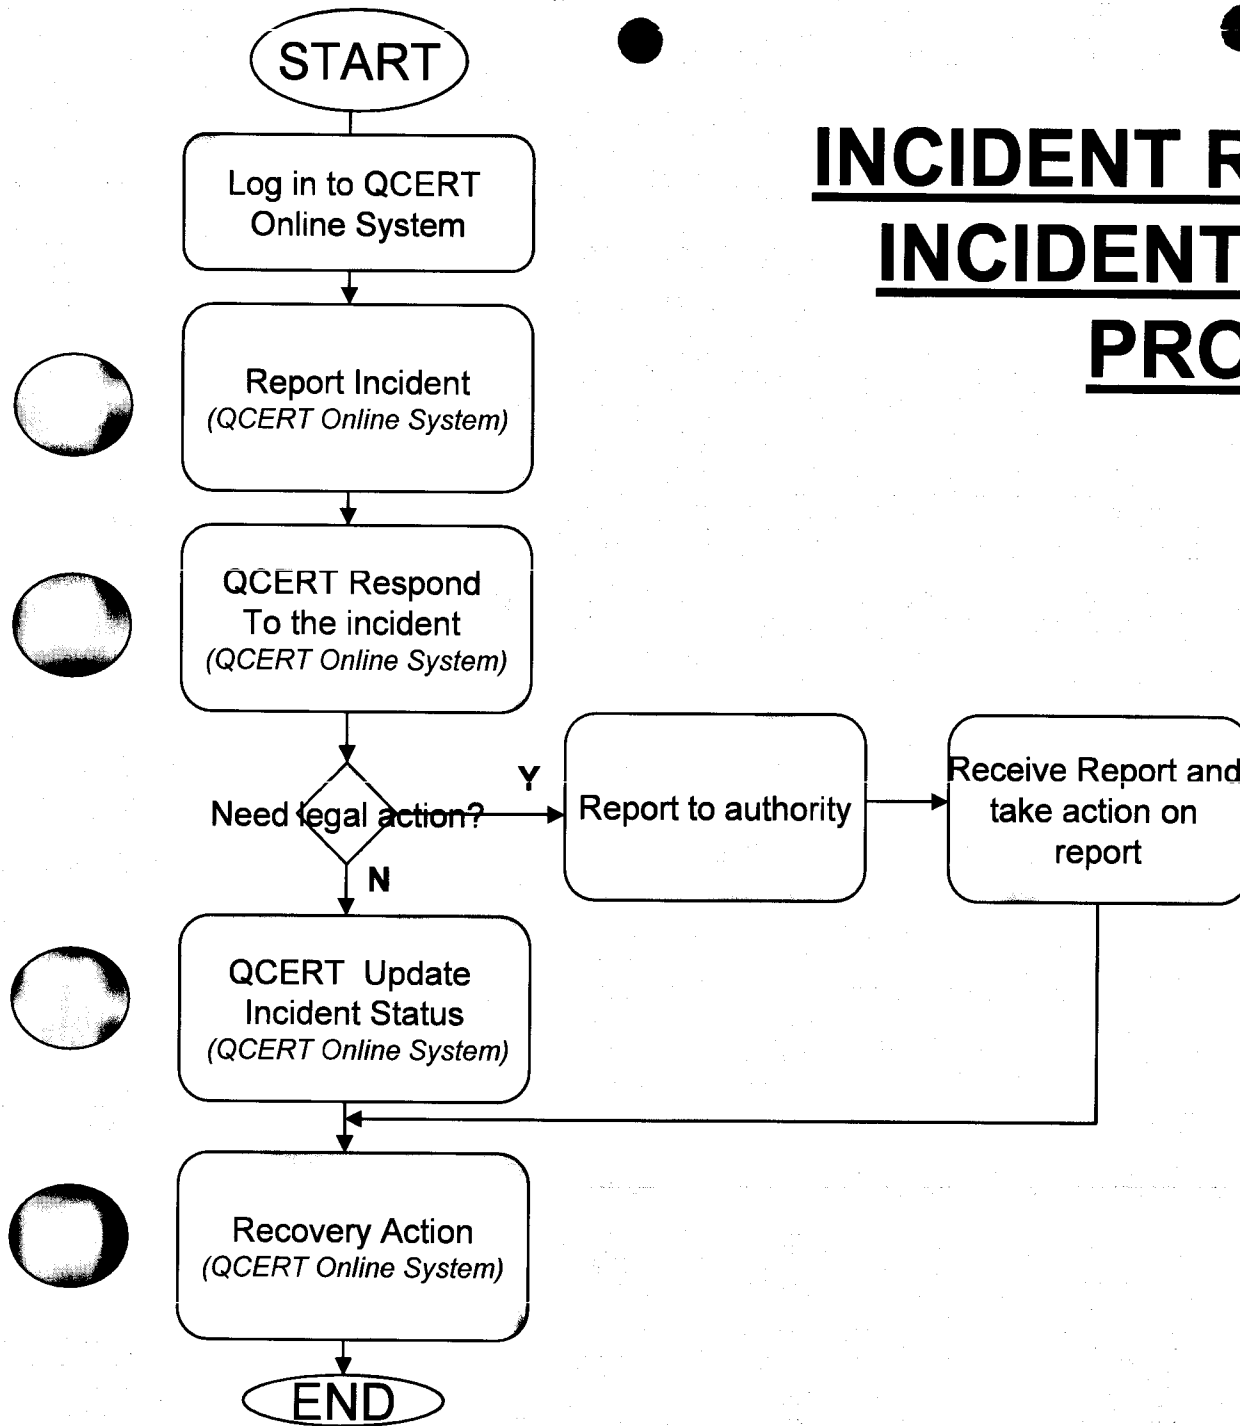 START
INCIDENT R
INCIDENT
PRO
Log in to QCERT
Online System
Report Incident
(QCERT Online System)
QCERT Respond
To the incident
(QCERT Online System)
Need legal action?
Y
N
Report to authority
Receive Report and
take action on
report
QCERT Update
Incident Status
(QCERT Online System)
Recovery Action
(QCERT Online System)
END